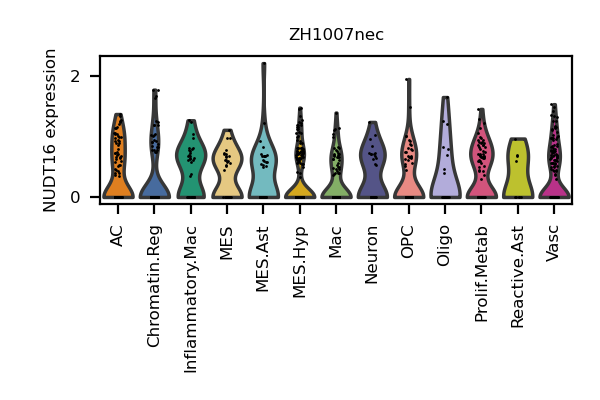 ZH1007nec
NUDT16 expression
2
0
AC
Chromatin.Reg
Inflammatory.Mac
MES
MES.Ast
MES.Hyp
Mac
Neuron
OPC
Oligo
Prolif.Metab
Reactive.Ast
Vasc